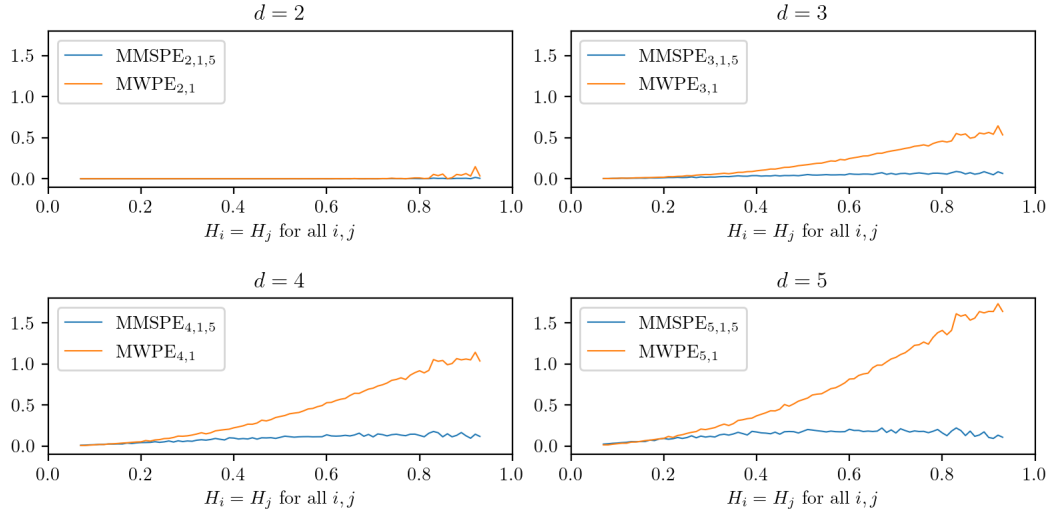 d = 2
1.5
1.0
0.5
0.0
MMSPE₂,₁,₅
MWPE₂,₁
0.0 0.2 0.4 0.6 0.8 1.0
Hᵢ = Hⱼ for all i, j
d = 3
1.5
1.0
0.5
0.0
MMSPE₃,₁,₅
MWPE₃,₁
0.0 0.2 0.4 0.6 0.8 1.0
Hᵢ = Hⱼ for all i, j
d = 4
1.5
1.0
0.5
0.0
MMSPE₄,₁,₅
MWPE₄,₁
0.0 0.2 0.4 0.6 0.8 1.0
Hᵢ = Hⱼ for all i, j
d = 5
1.5
1.0
0.5
0.0
MMSPE₅,₁,₅
MWPE₅,₁
0.0 0.2 0.4 0.6 0.8 1.0
Hᵢ = Hⱼ for all i, j